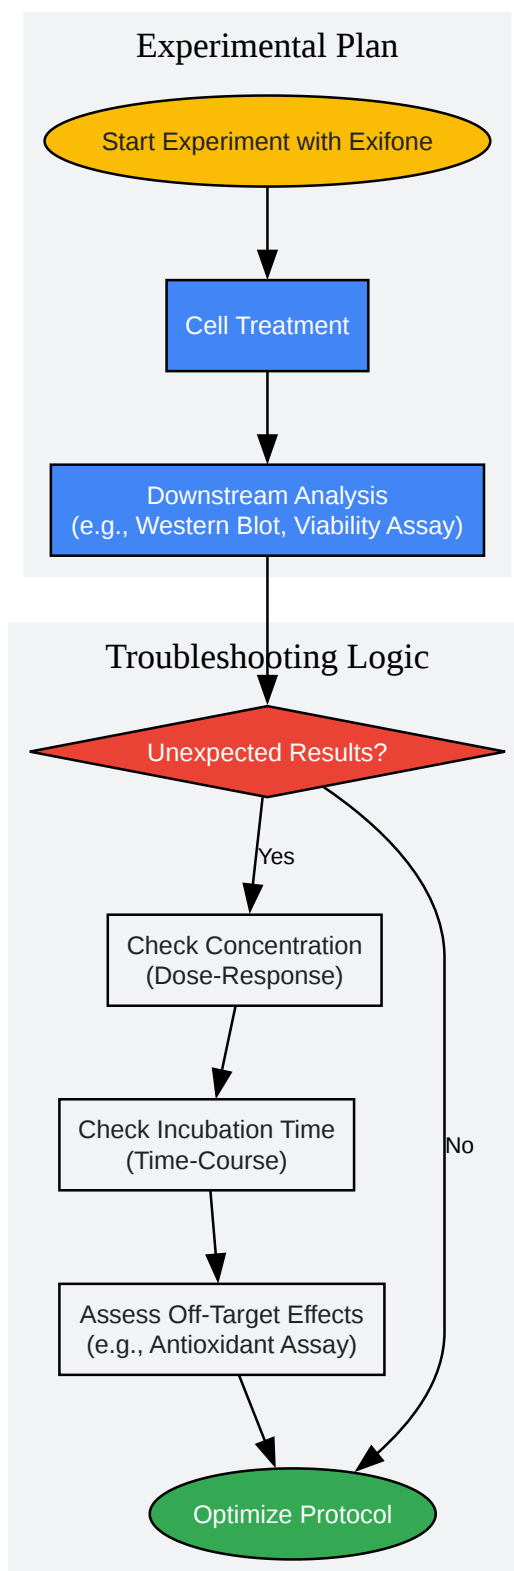 Experimental Plan
Start Experiment with Exifone
Cell Treatment
Downstream Analysis
(e.g., Western Blot, Viability Assay)
Troubleshooting Logic
Unexpected Results?
Yes
Check Concentration
(Dose-Response)
Check Incubation Time
(Time-Course)
No
Assess Off-Target Effects
(e.g., Antioxidant Assay)
Optimize Protocol